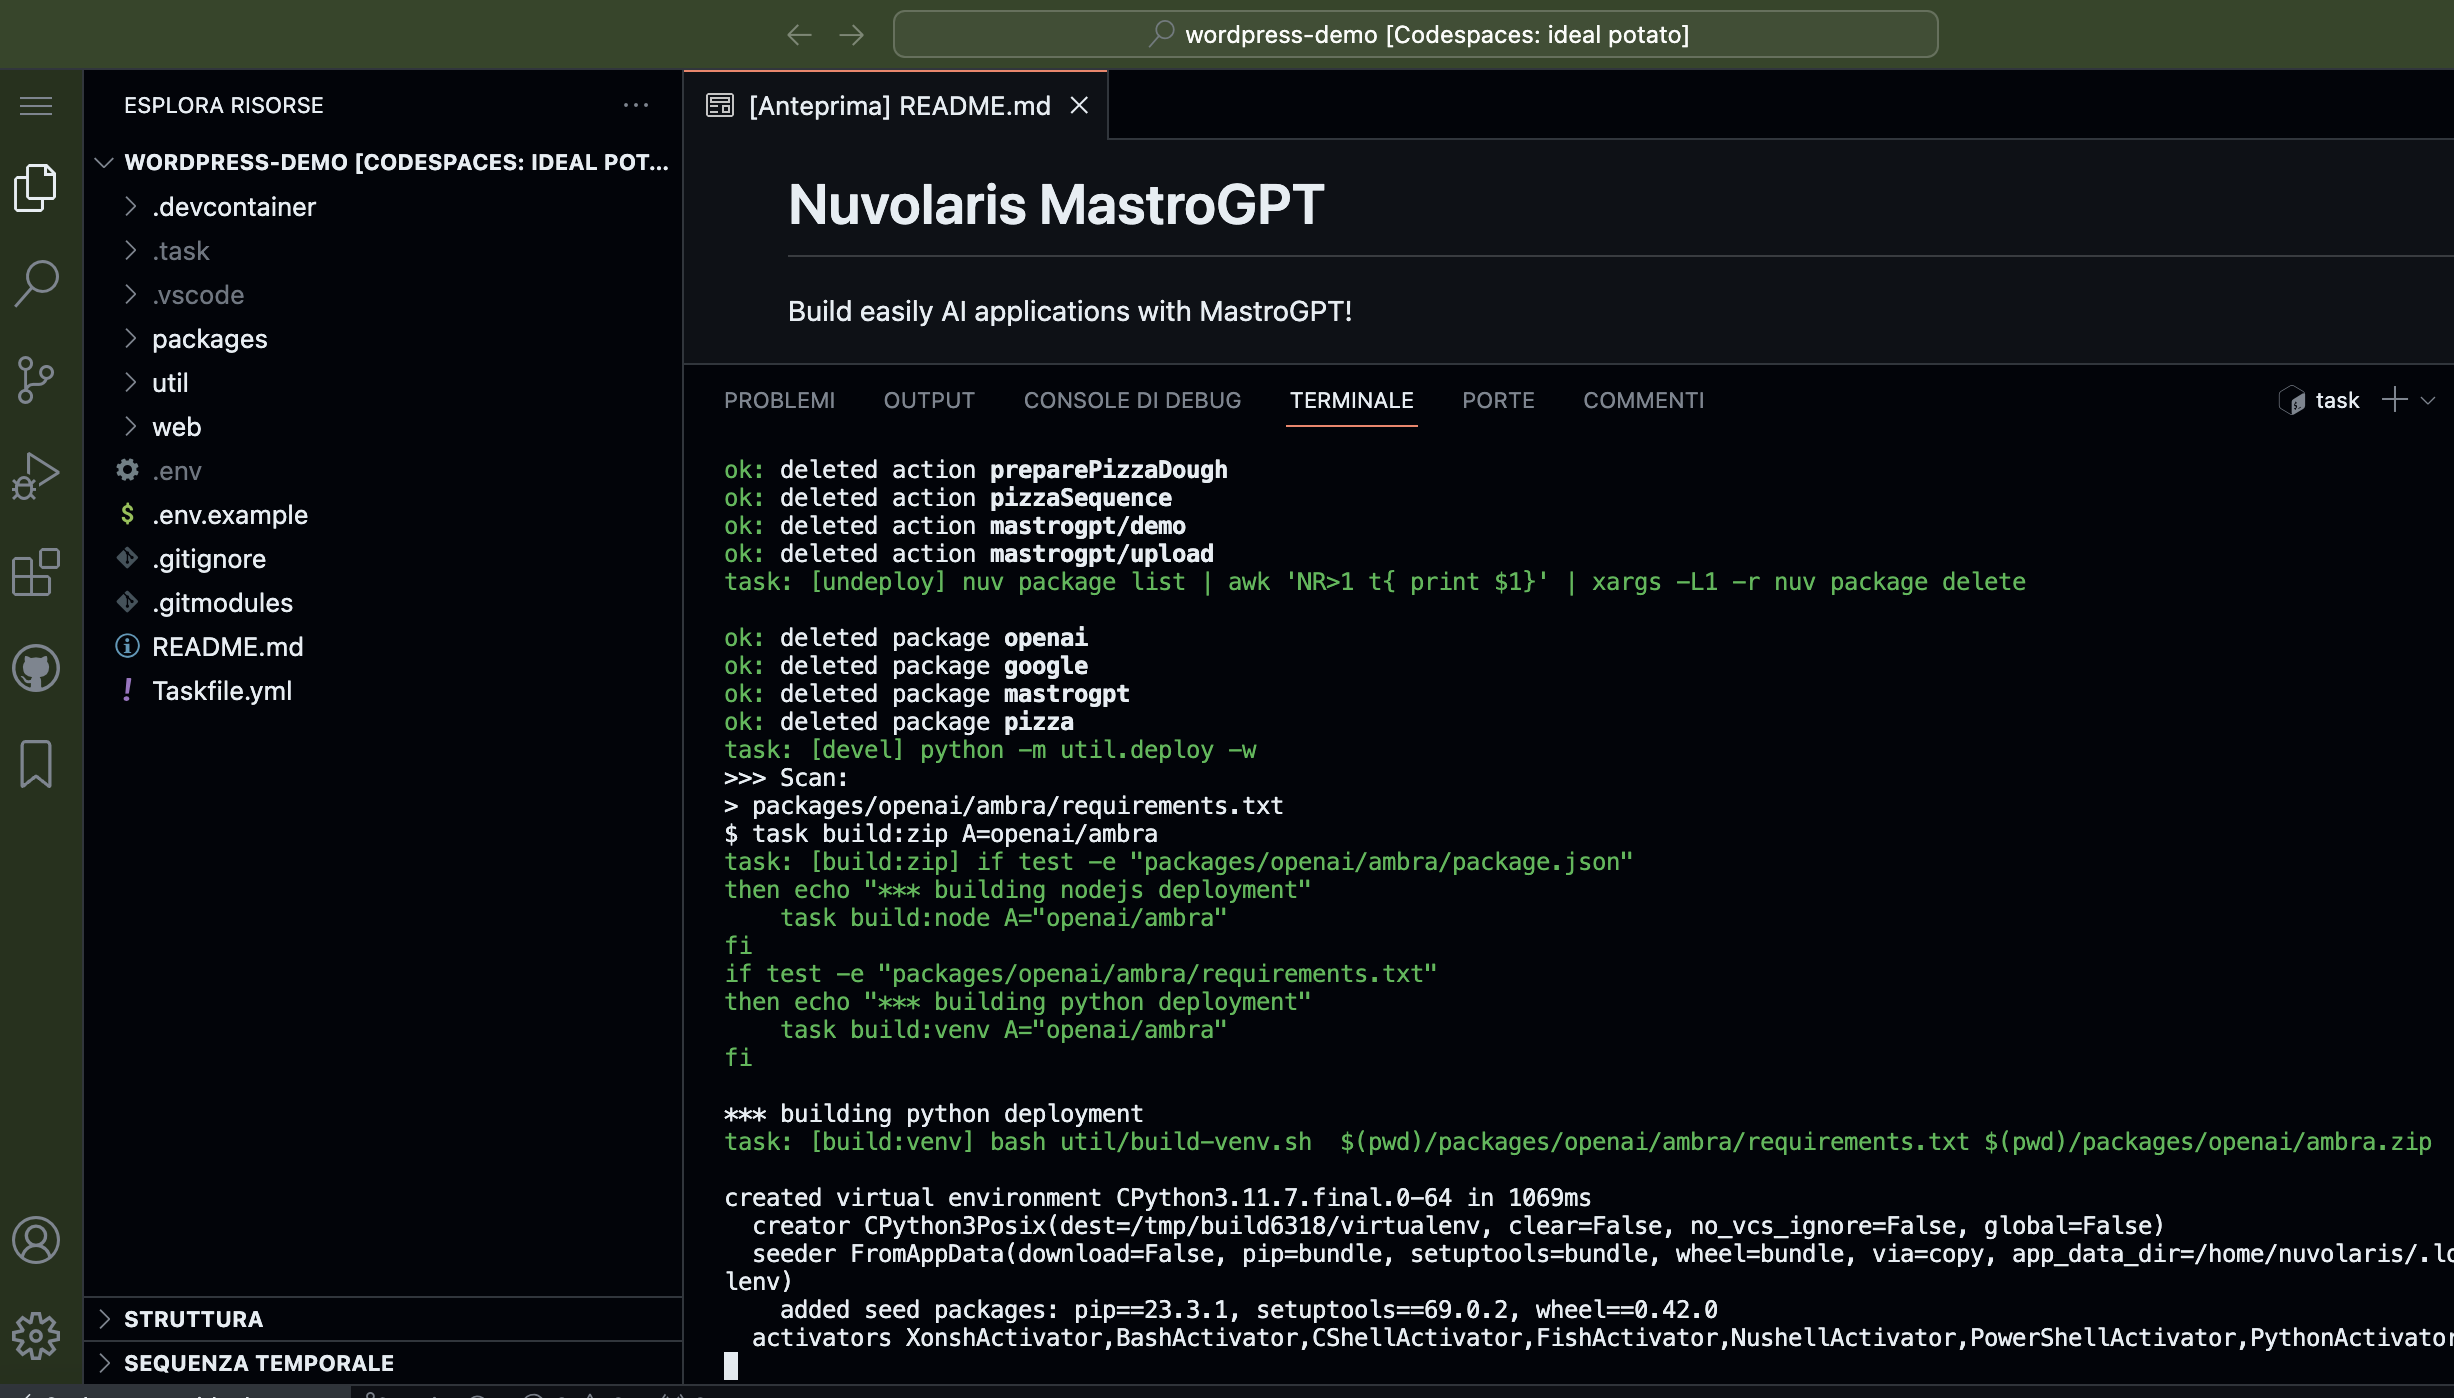 wordpress-demo [Codespaces: ideal potato]
ESPLORA RISORSE
WORDPRESS-DEMO [CODESPACES: IDEAL POT...
.devcontainer
.task
.vscode
packages
util
web
.env
$ .env.example
.gitignore
.gitmodules
README.md
! Taskfile.yml
STRUTTURA
SEQUENZA TEMPORALE
[Anteprima] README.md
Nuvolaris MastroGPT
Build easily AI applications with MastroGPT!
PROBLEMI OUTPUT CONSOLE DI DEBUG TERMINALE PORTE COMMENTI task
ok: deleted action preparePizzaDough
ok: deleted action pizzaSequence
ok: deleted action mastrogpt/demo
ok: deleted action mastrogpt/upload
task: [undeploy] nuv package list | awk 'NR>1 t{ print $1}' | xargs -L1 -r nuv package delete
ok: deleted package openai
ok: deleted package google
ok: deleted package mastrogpt
ok: deleted package pizza
task: [devel] python -m util.deploy -w
>>> Scan:
> packages/openai/ambra/requirements.txt
$ task build:zip A=openai/ambra
task: [build:zip] if test -e "packages/openai/ambra/package.json"
then echo "*** building nodejs deployment"
task build:node A="openai/ambra"
fi
if test -e "packages/openai/ambra/requirements.txt"
then echo "*** building python deployment"
task build:venv A="openai/ambra"
fi
*** building python deployment
task: [build:venv] bash util/build-venv.sh  $(pwd)/packages/openai/ambra/requirements.txt $(pwd)/packages/openai/ambra.zip
created virtual environment CPython3.11.7.final.0-64 in 1069ms
creator CPython3Posix(dest=/tmp/build6318/virtualenv, clear=False, no_vcs_ignore=False, global=False)
seeder FromAppData(download=False, pip=bundle, setuptools=bundle, wheel=bundle, via=copy, app_data_dir=/home/nuvolaris/.lo
lenv)
added seed packages: pip==23.3.1, setuptools==69.0.2, wheel==0.42.0
activators XonshActivator,BashActivator,CShellActivator,FishActivator,NushellActivator,PowerShellActivator,PythonActivator